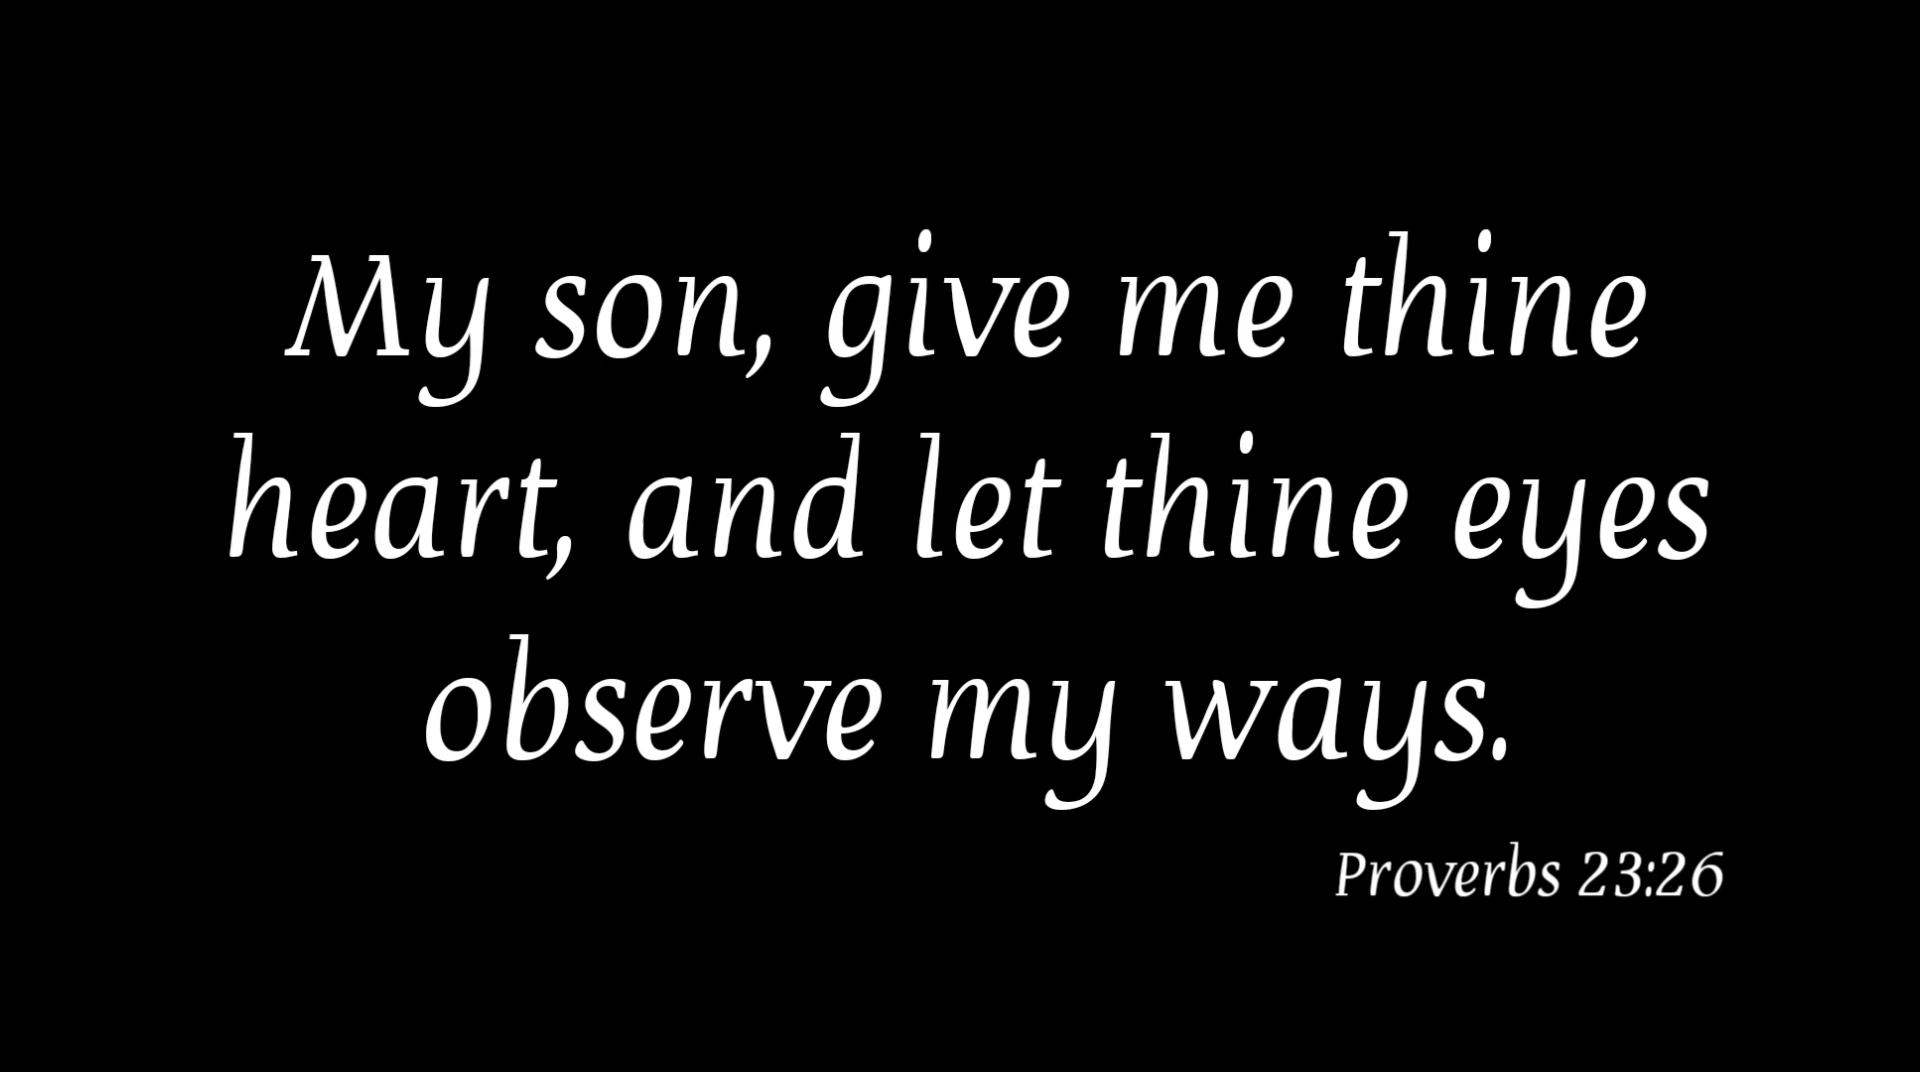 My son, give me thine
heart, and let thine eyes
observe my ways.
Proverbs 23:26